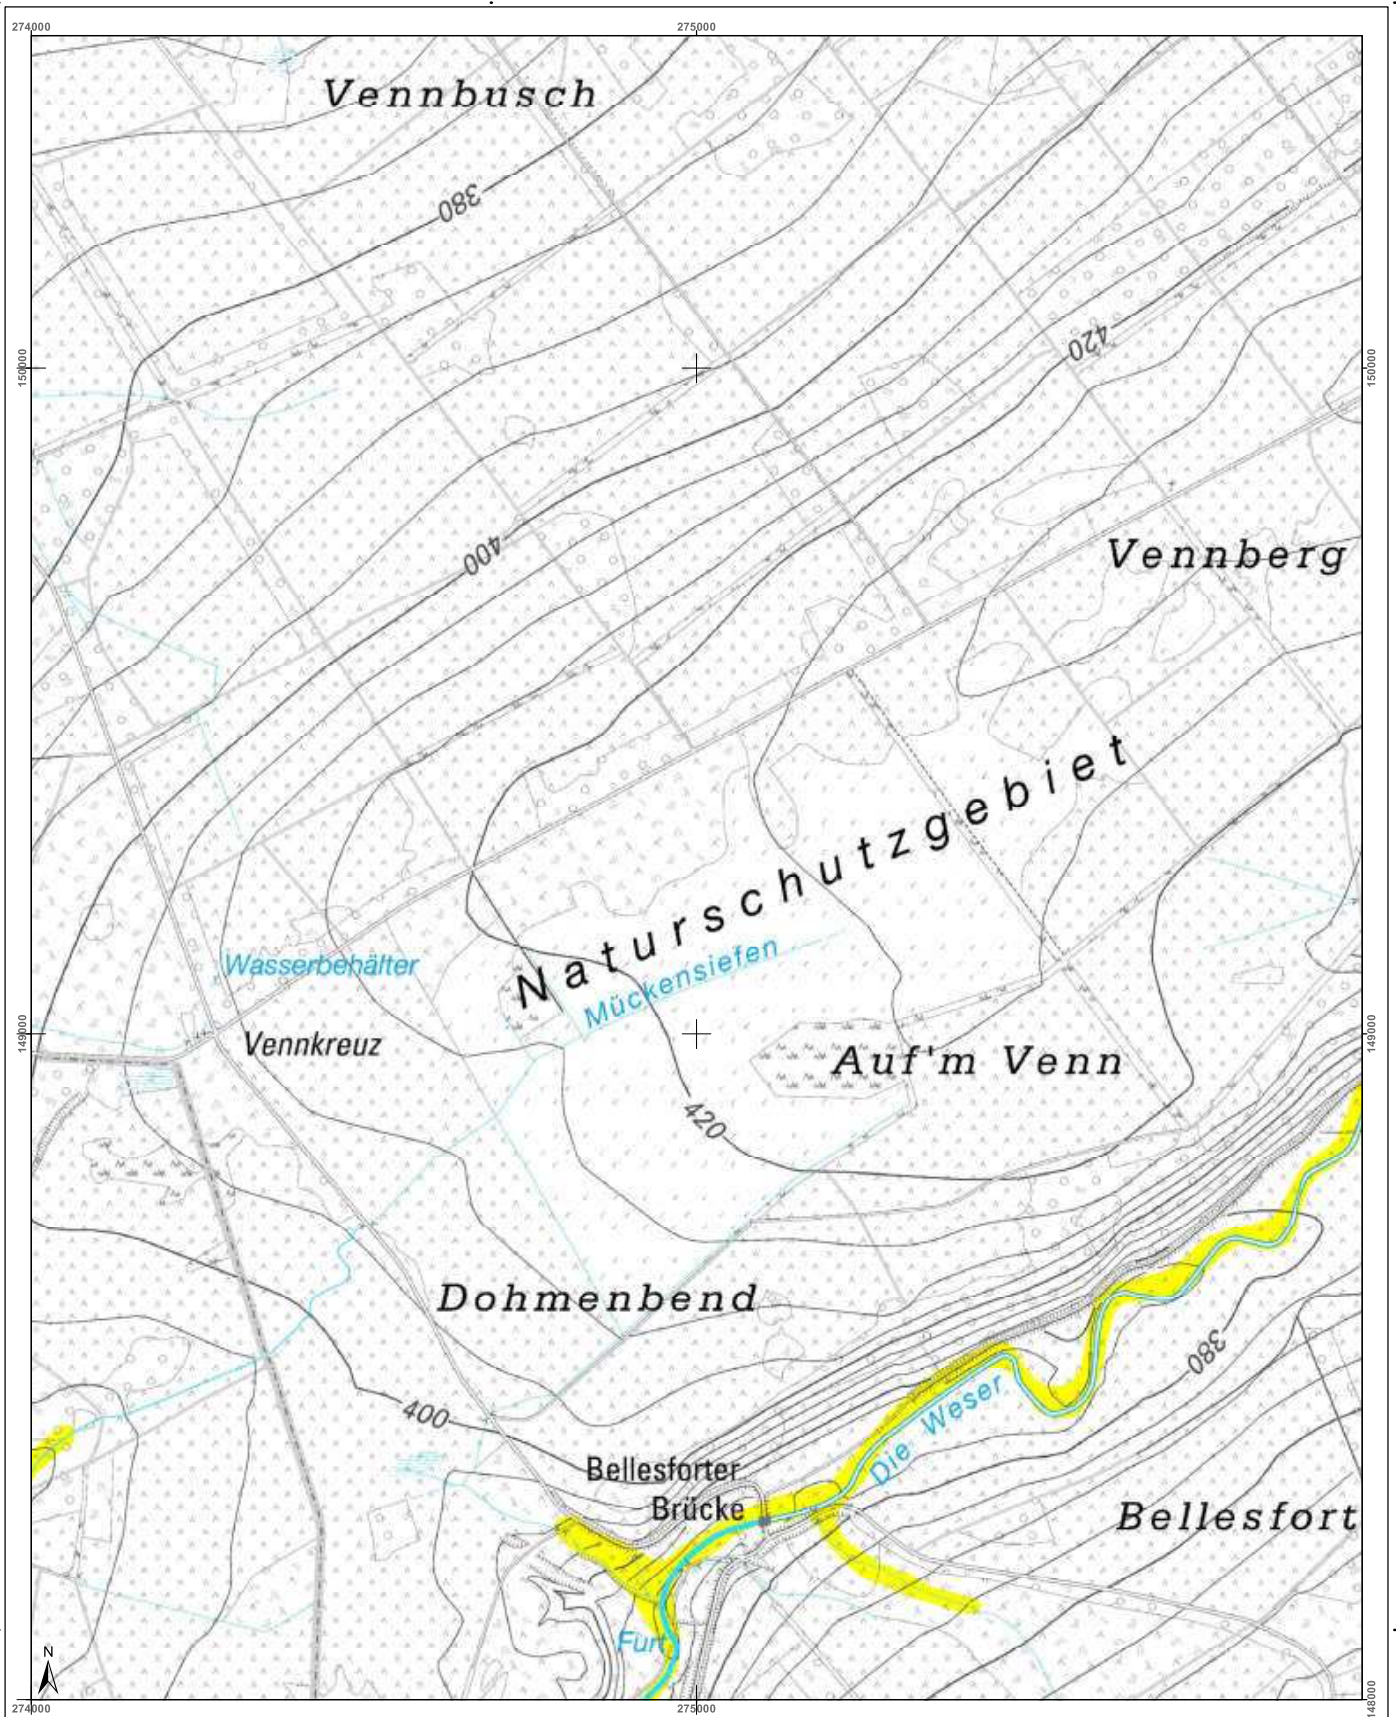 274000
275000
Vennbusch
380
150000
150000
420
400
Vennberg
Naturschutzgebiet
Wasserbehälter
Mückensiefen
149000
149000
Vennkreuz
Auf'm Venn
420
Dohmenbend
380
400
Die Weser
Bellesforter
Brücke
Bellesfort
Furt
N
274000
275000
148000